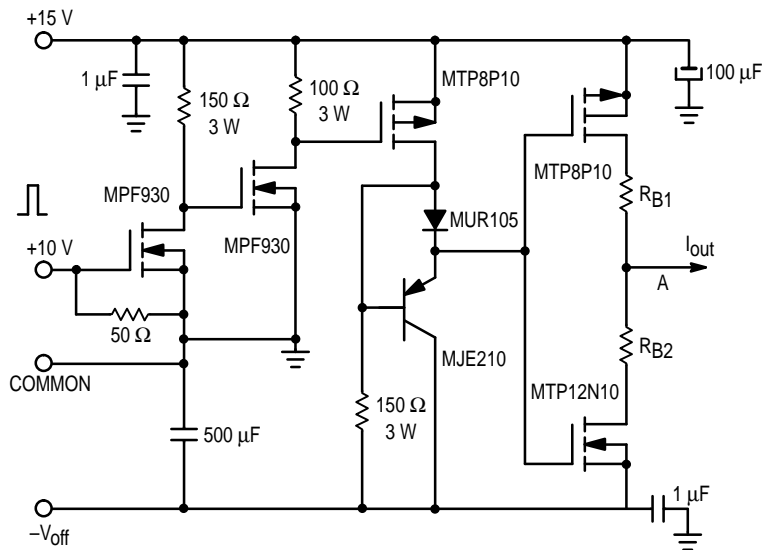 +15 V
1 μF
150 Ω
3 W
100 Ω
3 W
MTP8P10
100 μF
MPF930
MTP8P10
RB1
MUR105
+10 V
MPF930
Iout
A
50 Ω
RB2
COMMON
MJE210
MTP12N10
150 Ω
3 W
500 μF
1 μF
–Voff